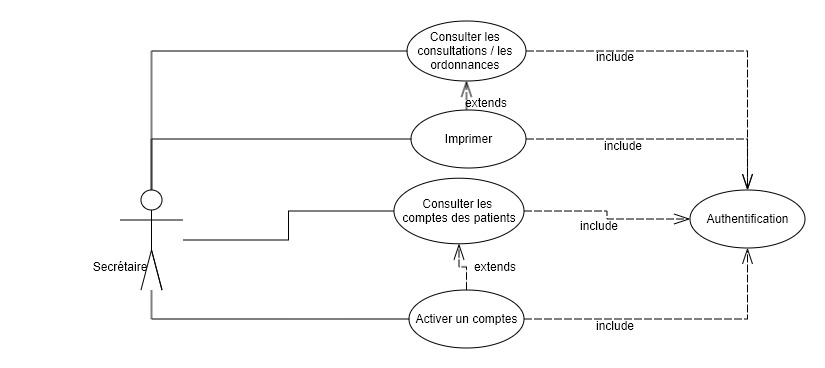 Consulter les
consultations / les
ordonnances
include
extends
Imprimer
include
Consulter les
comptes des patients
Authentification
include
Secrétaire
extends
Activer un comptes
include